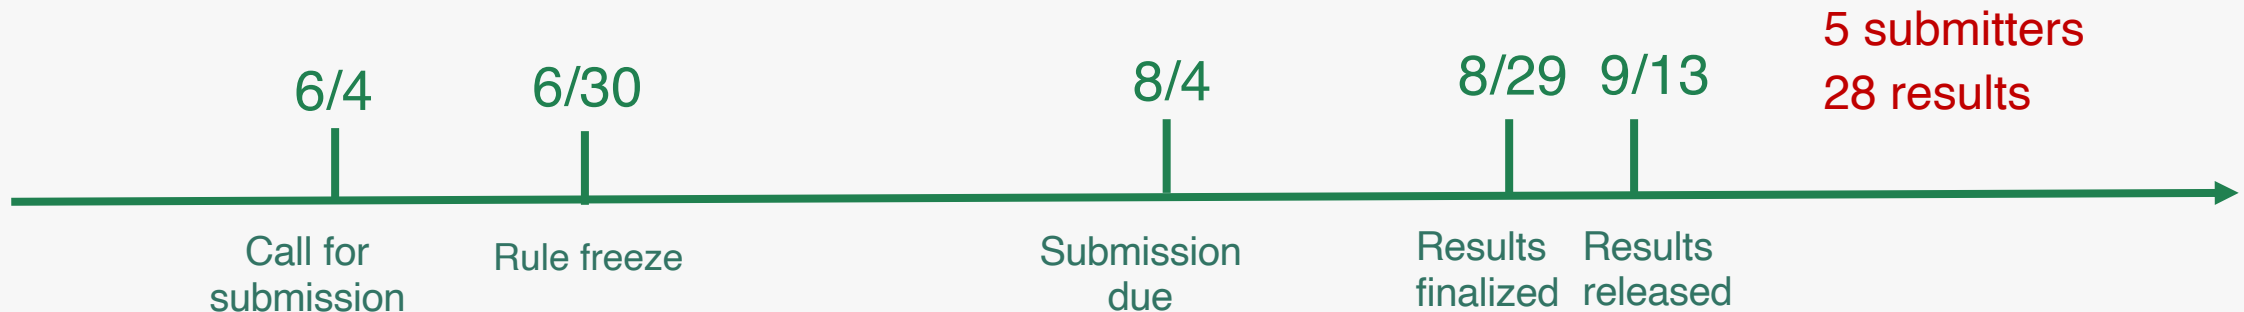 5 submitters
28 results
6/4
6/30
8/4
8/29
9/13
Call for
submission
Rule freeze
Submission
due
Results
finalized
Results
released